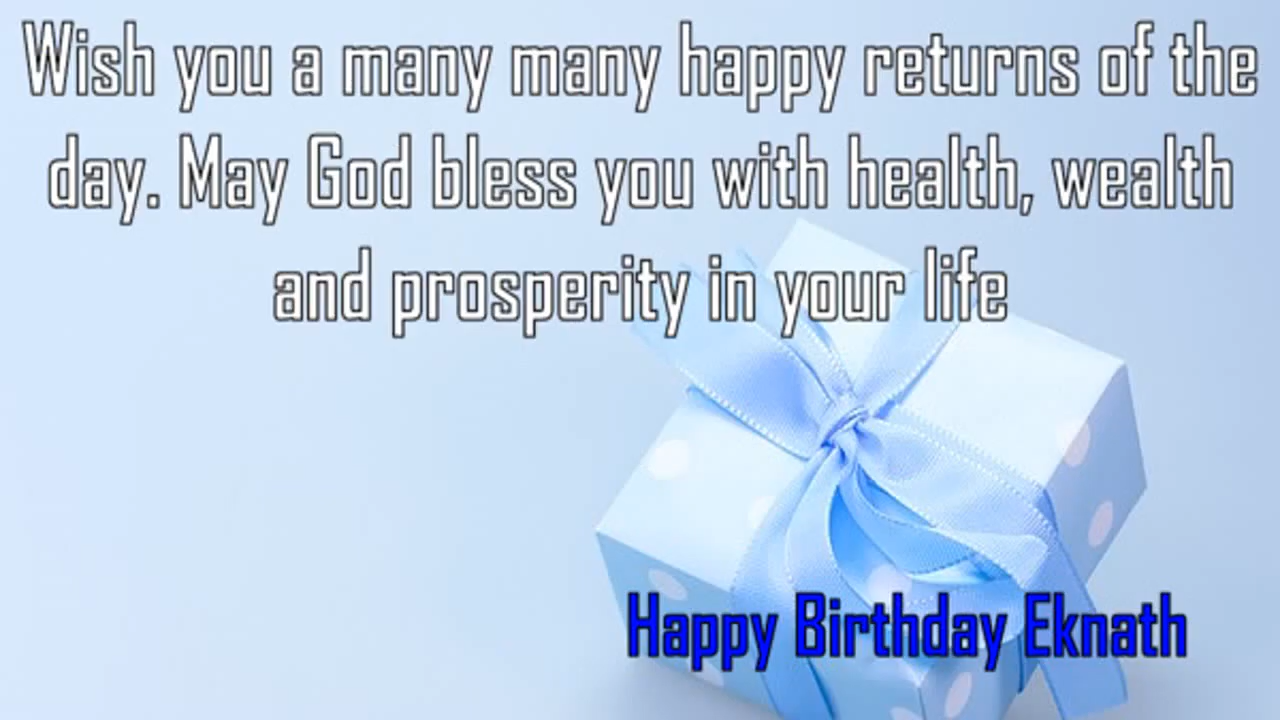 Wish you a many many happy returns of the
day. May God bless you with health, wealth
and prosperity in your life
Happy Birthday Eknath